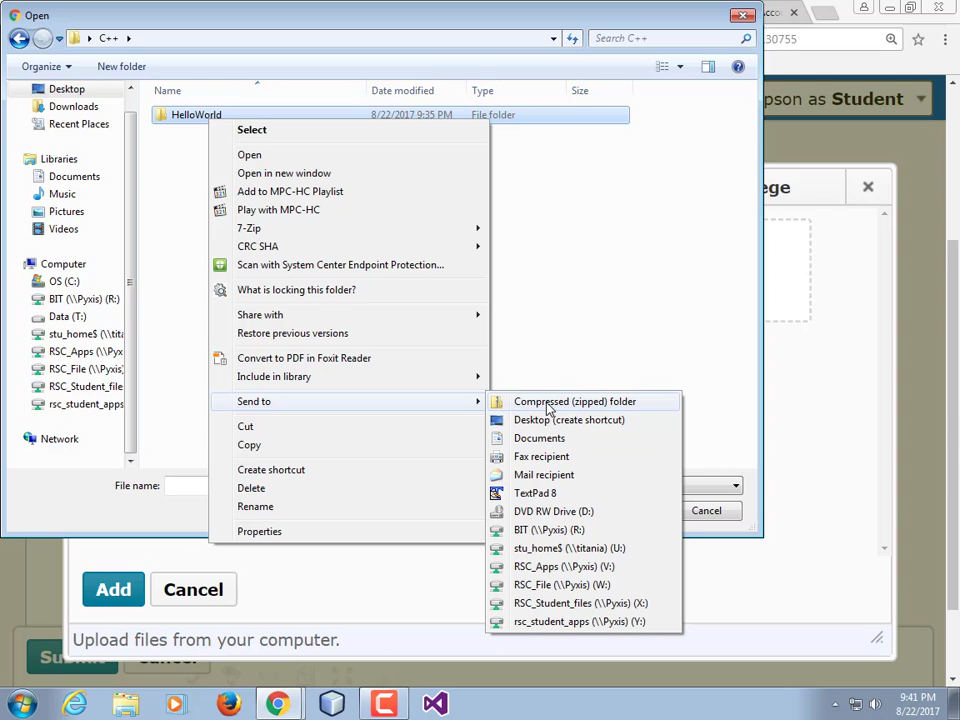 Open
Acco
C++
Search C++
30755
Organize
New folder
Name
Date modified
Type
Size
pson as Student
HelloWorld
8/22/2017 9:35 PM
File folder
Desktop
Downloads
Recent Places
Libraries
Documents
Music
Pictures
Videos
Computer
OS (C:)
BIT (\\Pyxis) (R:)
Data (T:)
stu_home$ (\\tita
RSC_Apps (\\Pyx
RSC_File (\\Pyxis)
RSC_Student_file
rsc_student_apps
Network
Select
Open
Open in new window
Add to MPC-HC Playlist
Play with MPC-HC
7-Zip
CRC SHA
Scan with System Center Endpoint Protection...
What is locking this folder?
Share with
Restore previous versions
Convert to PDF in Foxit Reader
Include in library
Send to
Cut
Copy
Create shortcut
Delete
Rename
Properties
Compressed (zipped) folder
Desktop (create shortcut)
Documents
Fax recipient
Mail recipient
TextPad 8
DVD RW Drive (D:)
BIT (\\Pyxis) (R:)
stu_home$ (\\titania) (U:)
RSC_Apps (\\Pyxis) (V:)
RSC_File (\\Pyxis) (W:)
RSC_Student_files (\\Pyxis) (X:)
rsc_student_apps (\\Pyxis) (Y:)
ege
File name:
Cancel
Add
Cancel
Upload files from your computer.
9:41 PM
8/22/2017